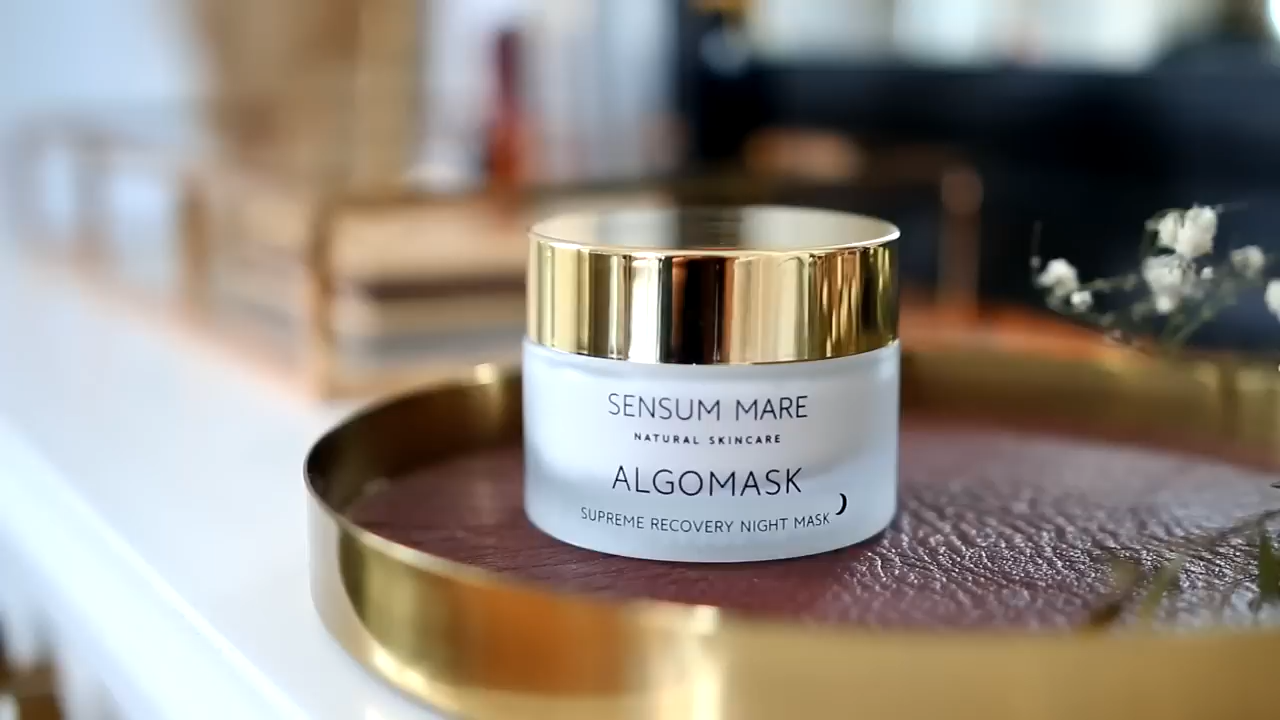 SENSUM MARE
NATURAL SKINCARE
ALGOMASK
SUPREME RECOVERY NIGHT MASK